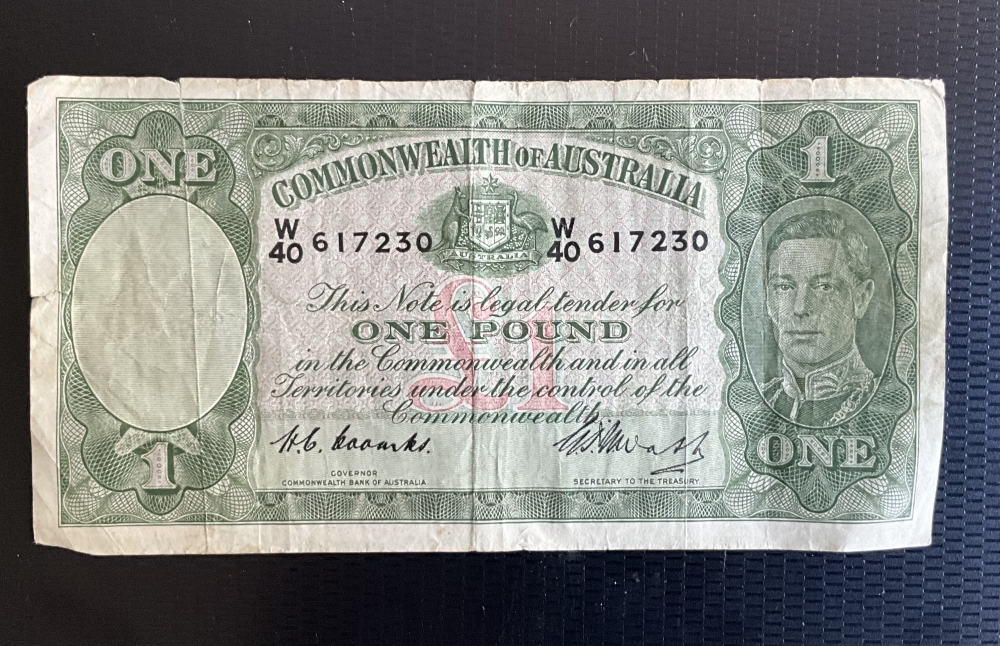 ONE
1
COMMONWEALTH OF AUSTRALIA
W/40 617230 W/40 617230
AUSTRALIA
£1
This Note is legal tender for
ONE POUND
in the Commonwealth and in all
Territories under the control of the
Commonwealth
H.C. Coombs.
GOVERNOR
COMMONWEALTH BANK OF AUSTRALIA
SECRETARY TO THE TREASURY
1
ONE